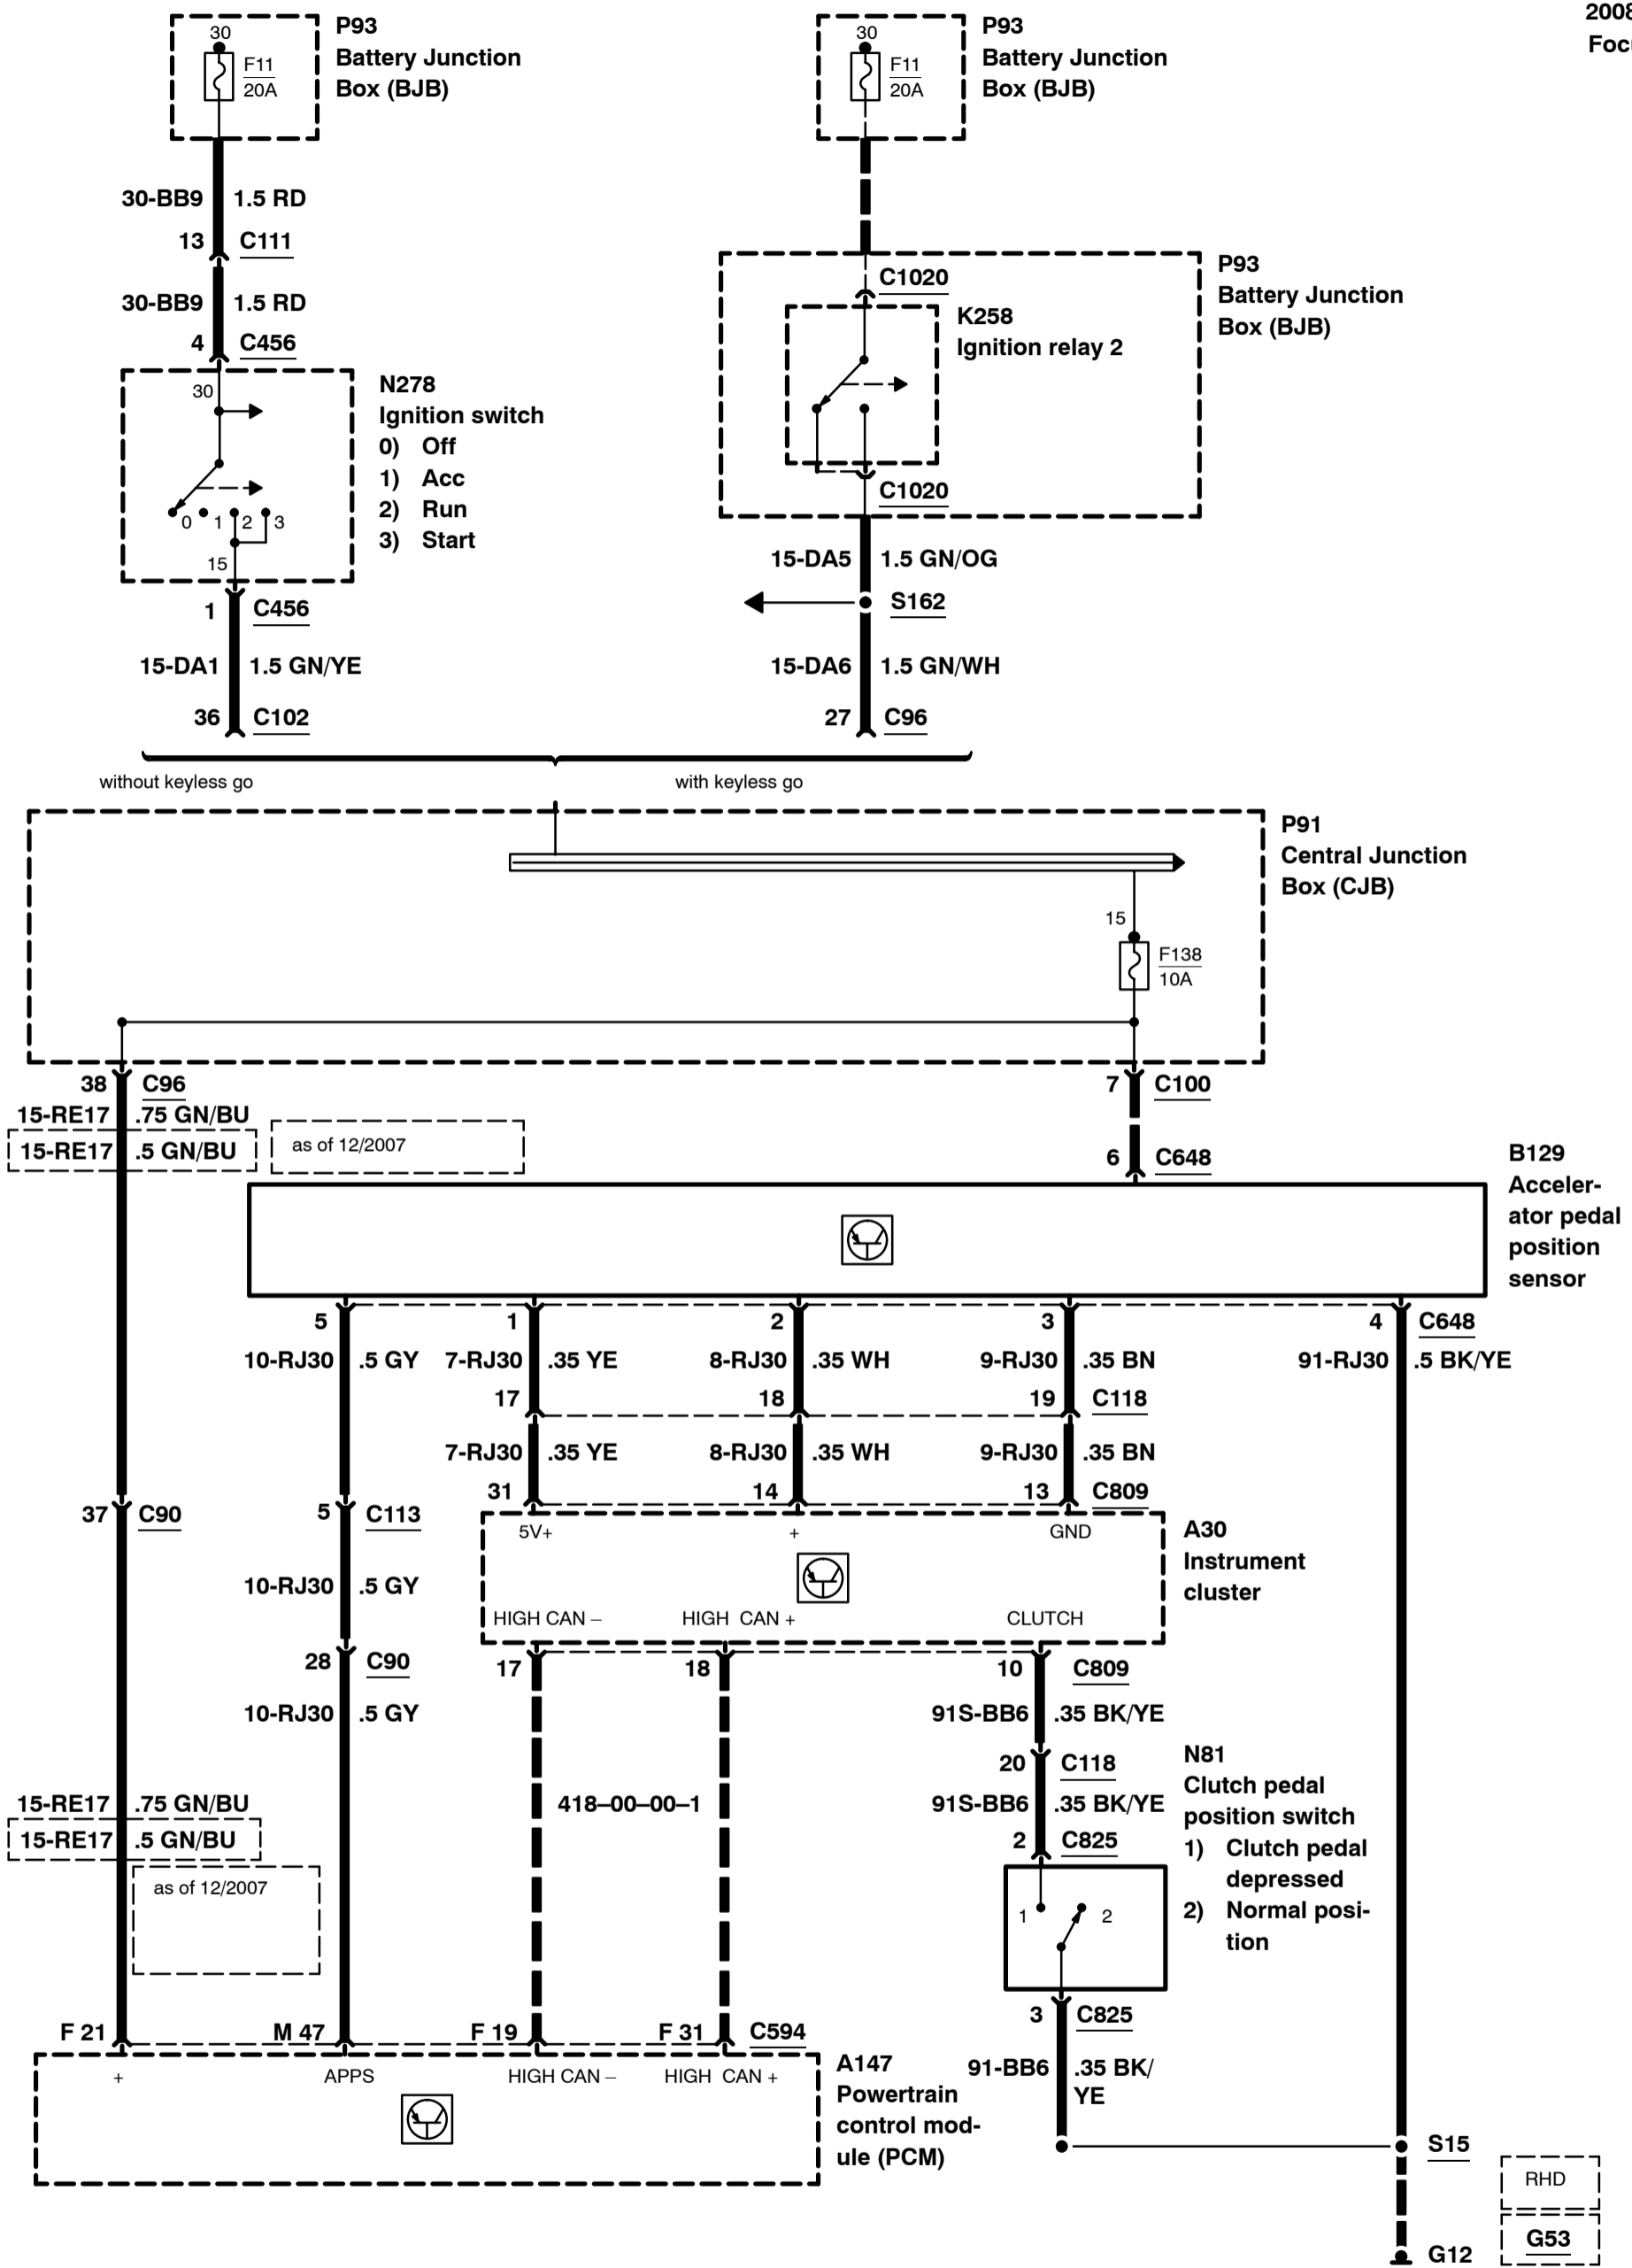 2008
Focu
30
F11
20A
P93
Battery Junction
Box (BJB)
30
F11
20A
P93
Battery Junction
Box (BJB)
30-BB9 1.5 RD
13 C111
30-BB9 1.5 RD
4 C456
30
0 1 2 3
15
N278
Ignition switch
0) Off
1) Acc
2) Run
3) Start
1 C456
15-DA1 1.5 GN/YE
36 C102
C1020
K258
Ignition relay 2
C1020
P93
Battery Junction
Box (BJB)
15-DA5 1.5 GN/OG
S162
15-DA6 1.5 GN/WH
27 C96
without keyless go
with keyless go
P91
Central Junction
Box (CJB)
15
F138
10A
38 C96
15-RE17 .75 GN/BU
15-RE17 .5 GN/BU
as of 12/2007
7 C100
6 C648
B129
Acceler-
ator pedal
position
sensor
5 1 2 3 4 C648
10-RJ30 .5 GY 7-RJ30 .35 YE 8-RJ30 .35 WH 9-RJ30 .35 BN 91-RJ30 .5 BK/YE
17 18 19 C118
7-RJ30 .35 YE 8-RJ30 .35 WH 9-RJ30 .35 BN
31 14 13 C809
37 C90 5 C113
5V+ + GND
A30
Instrument
cluster
10-RJ30 .5 GY
HIGH CAN – HIGH CAN + CLUTCH
28 C90 17 18 10 C809
10-RJ30 .5 GY 91S-BB6 .35 BK/YE
20 C118
15-RE17 .75 GN/BU 418–00–00–1 91S-BB6 .35 BK/YE
15-RE17 .5 GN/BU 2 C825
as of 12/2007
N81
Clutch pedal
position switch
1) Clutch pedal
depressed
2) Normal posi-
tion
1 2
3 C825
F 21 M 47 F 19 F 31 C594
+ APPS HIGH CAN – HIGH CAN +
A147
Powertrain
control mod-
ule (PCM)
91-BB6 .35 BK/
YE
S15
RHD
G53
G12